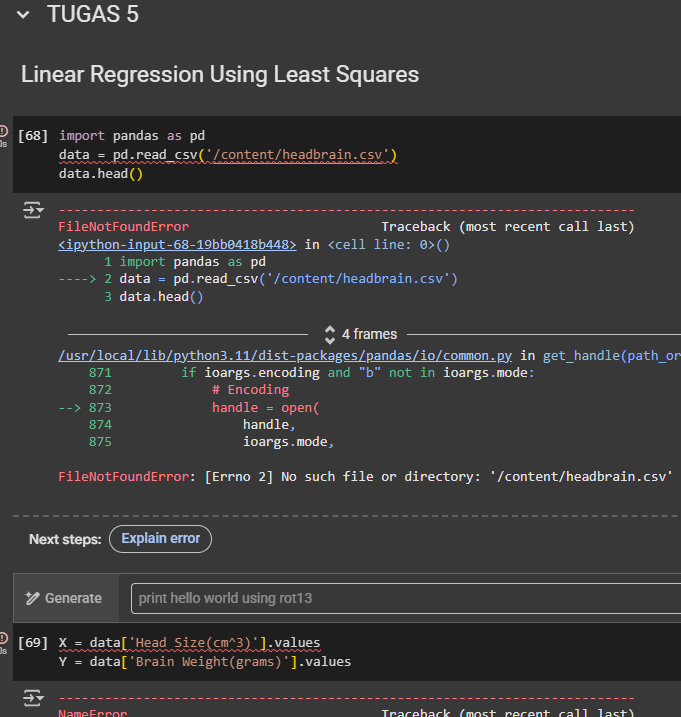 TUGAS 5
Linear Regression Using Least Squares
[68] import pandas as pd
data = pd.read_csv('/content/headbrain.csv')
data.head()
---------------------------------------------------------------------------
FileNotFoundError Traceback (most recent call last)
<ipython-input-68-19bb0418b448> in <cell line: 0>()
1 import pandas as pd
----> 2 data = pd.read_csv('/content/headbrain.csv')
3 data.head()
4 frames
/usr/local/lib/python3.11/dist-packages/pandas/io/common.py in get_handle(path_or
871 if ioargs.encoding and "b" not in ioargs.mode:
872 # Encoding
--> 873 handle = open(
874 handle,
875 ioargs.mode,
FileNotFoundError: [Errno 2] No such file or directory: '/content/headbrain.csv'
Next steps: Explain error
Generate print hello world using rot13
[69] X = data['Head Size(cm^3)'].values
Y = data['Brain Weight(grams)'].values
---------------------------------------------------------------------------
NameError Traceback (most recent call last)